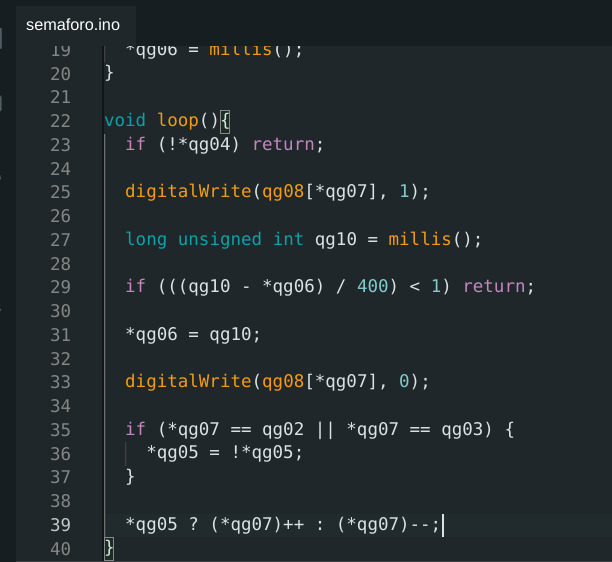 semaforo.ino
19 *qg06 = millis();
20 }
21
22 void loop(){
23 if (!*qg04) return;
24
25 digitalWrite(qg08[*qg07], 1);
26
27 long unsigned int qg10 = millis();
28
29 if (((qg10 - *qg06) / 400) < 1) return;
30
31 *qg06 = qg10;
32
33 digitalWrite(qg08[*qg07], 0);
34
35 if (*qg07 == qg02 || *qg07 == qg03) {
36 *qg05 = !*qg05;
37 }
38
39 *qg05 ? (*qg07)++ : (*qg07)--;
40 }